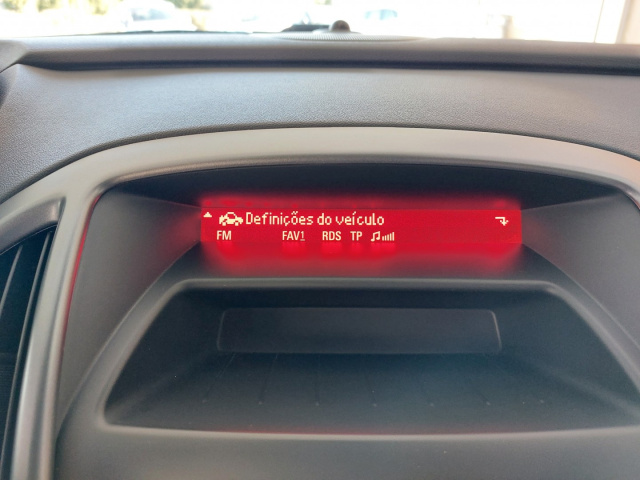 Definições do veículo
FM FAV1 RDS TP